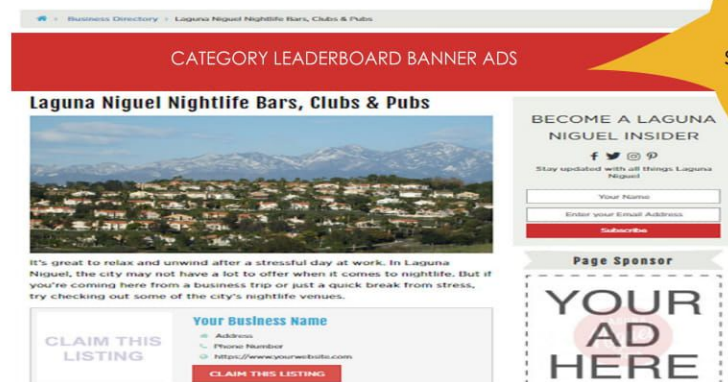 Business Directory > Laguna Niguel Nightlife Bars, Clubs & Pubs
CATEGORY LEADERBOARD BANNER ADS
S
Laguna Niguel Nightlife Bars, Clubs & Pubs
It's great to relax and unwind after a stressful day at work. In Laguna
Niguel, the city may not have a lot to offer when it comes to nightlife. But if
you're coming here from a business trip or just a quick break from stress,
try checking out some of the city's nightlife venues.
CLAIM THIS
LISTING
Your Business Name
Address
Phone Number
https://www.yourwebsite.com
CLAIM THIS LISTING
BECOME A LAGUNA
NIGUEL INSIDER
Stay updated with all things Laguna
Niguel
Your Name
Enter your Email Address
Subscribe
Page Sponsor
YOUR
AD
HERE